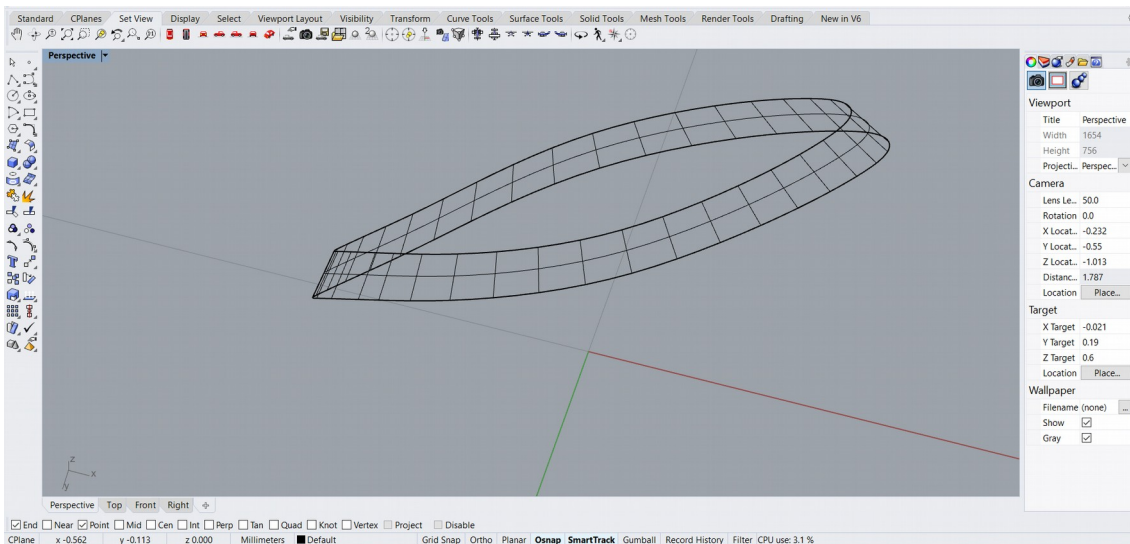 Standard CPlanes Set View Display Select Viewport Layout Visibility Transform Curve Tools Surface Tools Solid Tools Mesh Tools Render Tools Drafting New in V6
Perspective
Viewport
Title Perspective
Width 1654
Height 756
Projecti... Perspec...
Camera
Lens Le... 50.0
Rotation 0.0
X Locat... -0.232
Y Locat... -0.55
Z Locat... -1.013
Distanc... 1.787
Location Place...
Target
X Target -0.021
Y Target 0.19
Z Target 0.6
Location Place...
Wallpaper
Filename (none) ...
Show
Gray
z
x
y
Perspective Top Front Right
End Near Point Mid Cen Int Perp Tan Quad Knot Vertex Project Disable
CPlane x -0.562 y -0.113 z 0.000 Millimeters Default Grid Snap Ortho Planar Osnap SmartTrack Gumball Record History Filter CPU use: 3.1 %